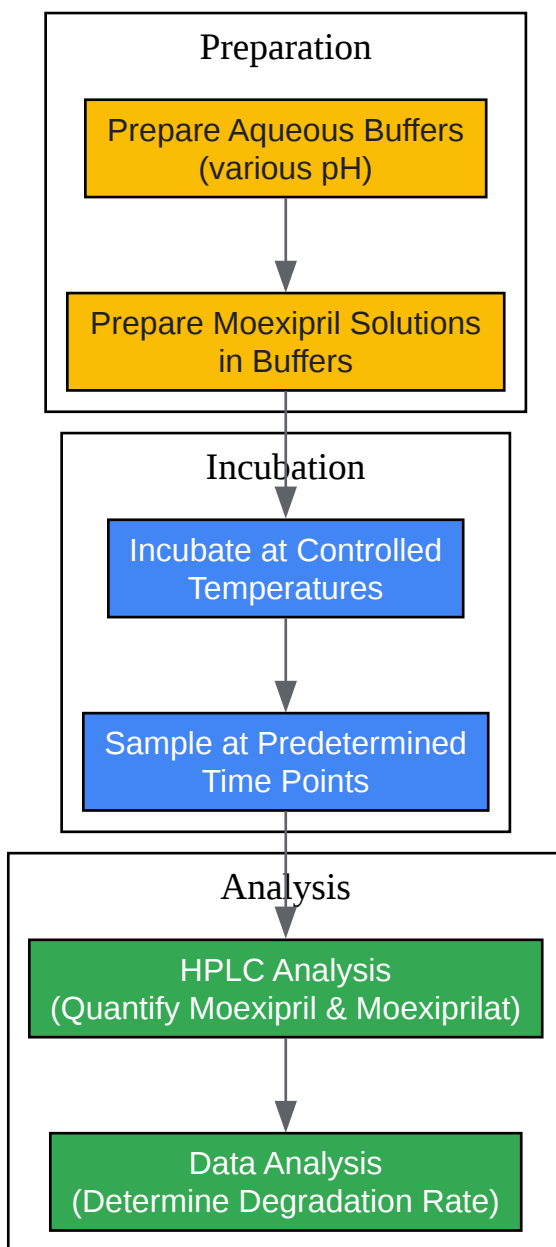 Preparation
Prepare Aqueous Buffers
(various pH)
Prepare Moexipril Solutions
in Buffers
Incubation
Incubate at Controlled
Temperatures
Sample at Predetermined
Time Points
Analysis
HPLC Analysis
(Quantify Moexipril & Moexiprilat)
Data Analysis
(Determine Degradation Rate)